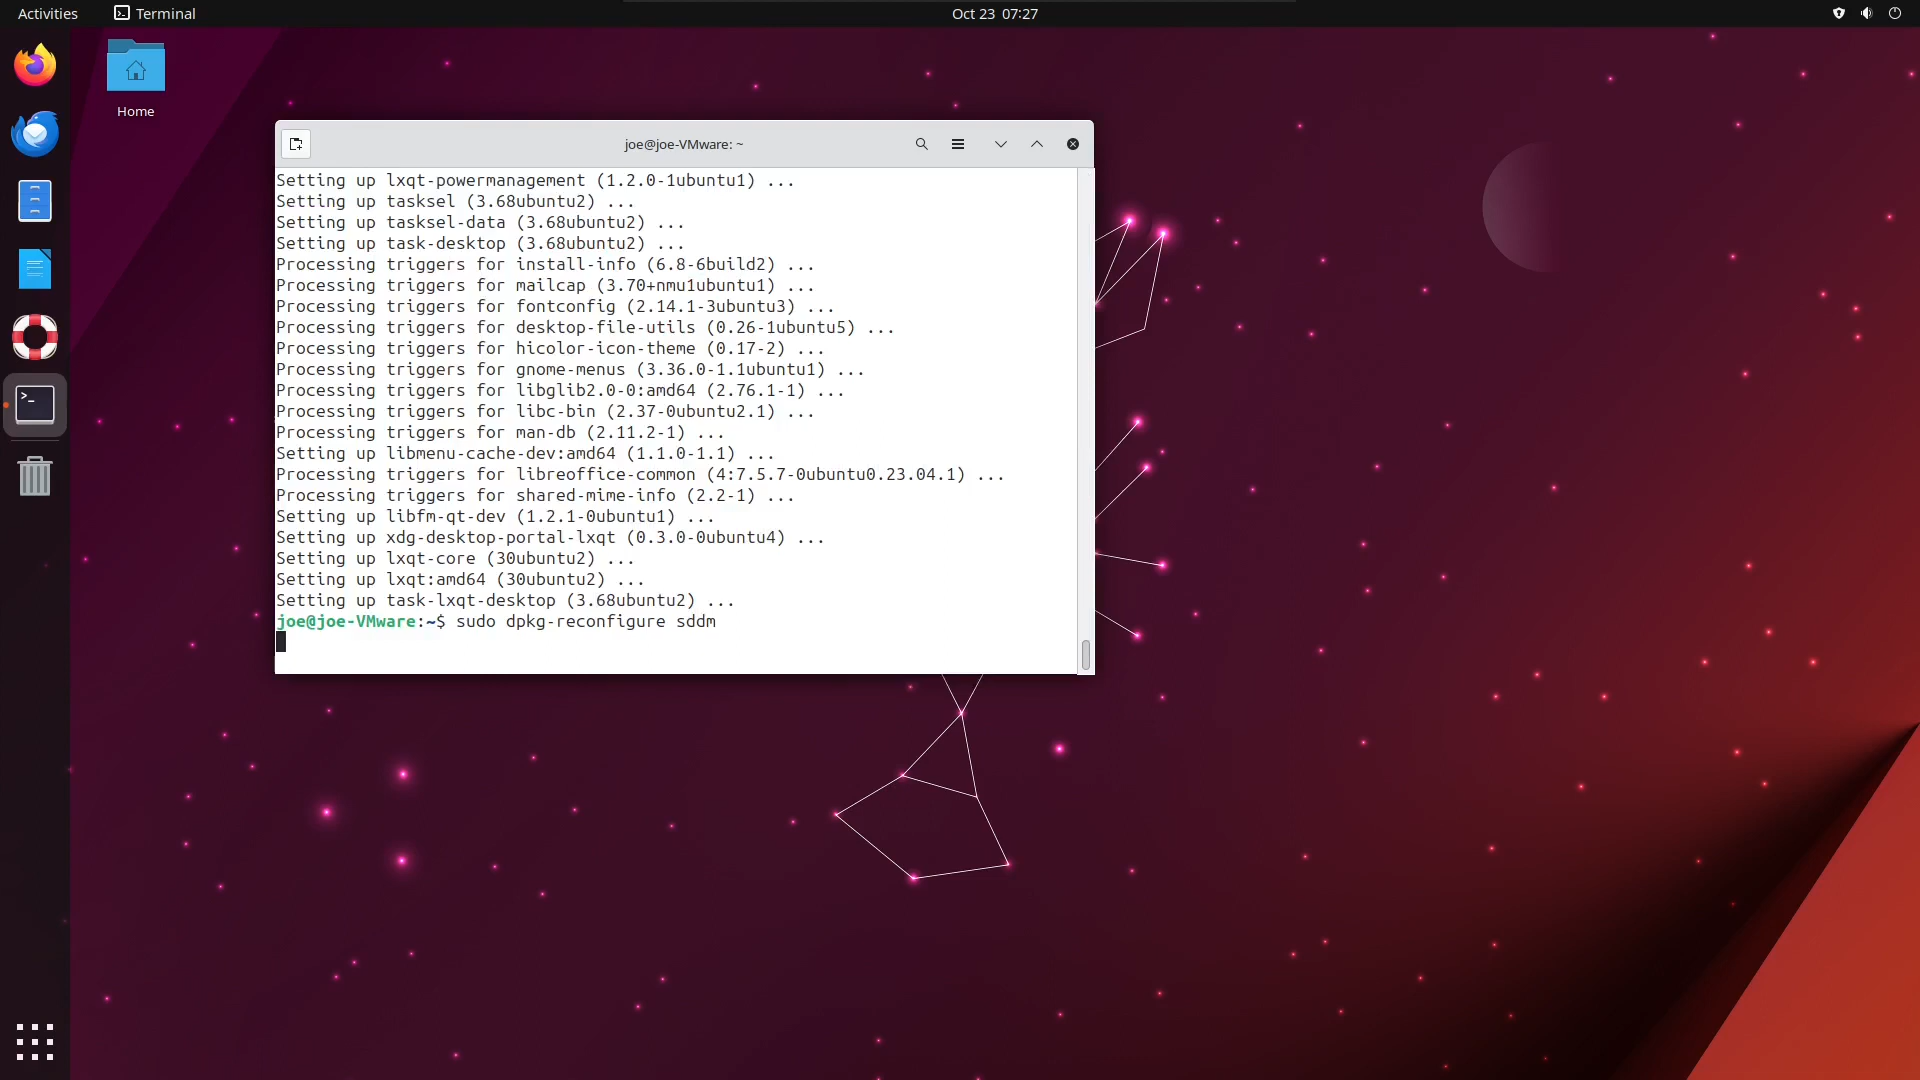 Activities
Terminal
Oct 23 07:27
Home
joe@joe-VMware: ~
Setting up lxqt-powermanagement (1.2.0-1ubuntu1) ...
Setting up tasksel (3.68ubuntu2) ...
Setting up tasksel-data (3.68ubuntu2) ...
Setting up task-desktop (3.68ubuntu2) ...
Processing triggers for install-info (6.8-6build2) ...
Processing triggers for mailcap (3.70+nmu1ubuntu1) ...
Processing triggers for fontconfig (2.14.1-3ubuntu3) ...
Processing triggers for desktop-file-utils (0.26-1ubuntu5) ...
Processing triggers for hicolor-icon-theme (0.17-2) ...
Processing triggers for gnome-menus (3.36.0-1.1ubuntu1) ...
Processing triggers for libglib2.0-0:amd64 (2.76.1-1) ...
Processing triggers for libc-bin (2.37-0ubuntu2.1) ...
Processing triggers for man-db (2.11.2-1) ...
Setting up libmenu-cache-dev:amd64 (1.1.0-1.1) ...
Processing triggers for libreoffice-common (4:7.5.7-0ubuntu0.23.04.1) ...
Processing triggers for shared-mime-info (2.2-1) ...
Setting up libfm-qt-dev (1.2.1-0ubuntu1) ...
Setting up xdg-desktop-portal-lxqt (0.3.0-0ubuntu4) ...
Setting up lxqt-core (30ubuntu2) ...
Setting up lxqt:amd64 (30ubuntu2) ...
Setting up task-lxqt-desktop (3.68ubuntu2) ...
joe@joe-VMware:~$ sudo dpkg-reconfigure sddm